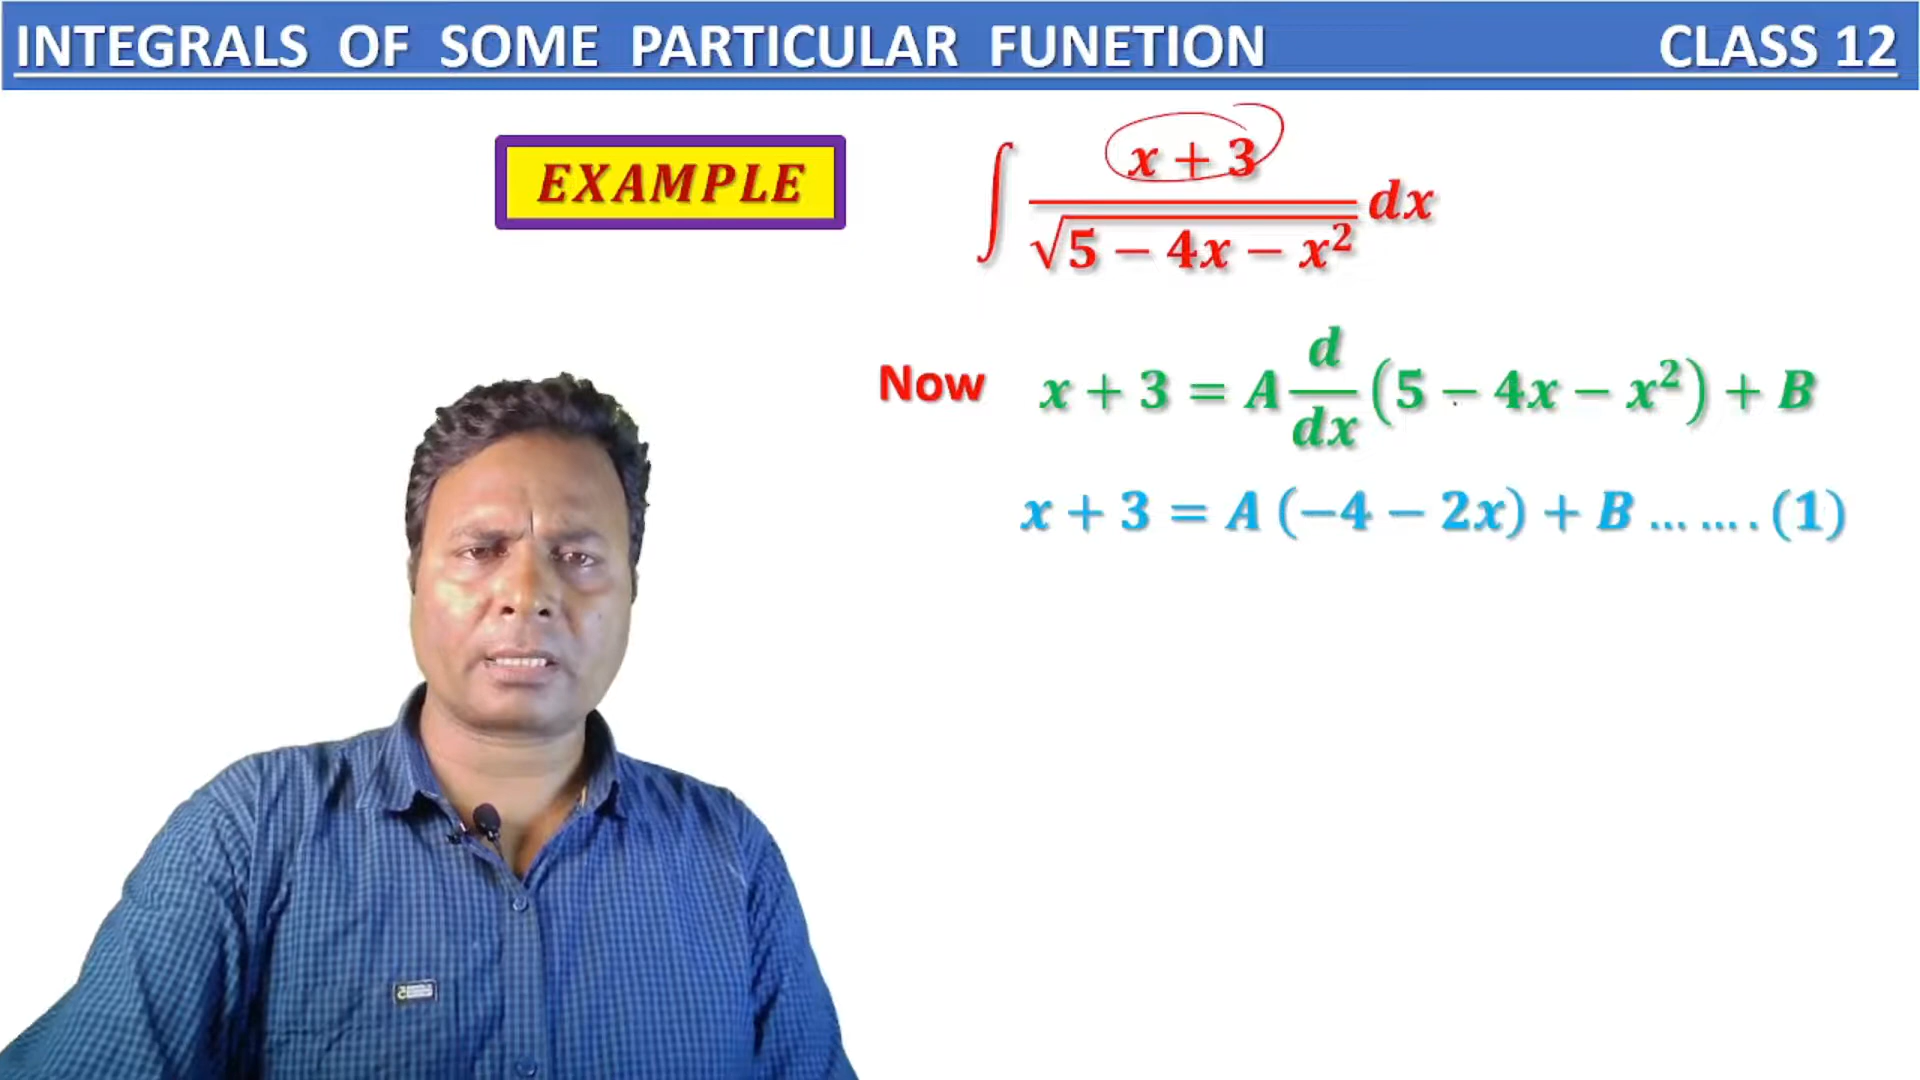 INTEGRALS OF SOME PARTICULAR FUNETION CLASS 12
EXAMPLE
∫ x + 3 / √5 − 4x − x² dx
Now x + 3 = A d/dx (5 − 4x − x²) + B
x + 3 = A (−4 − 2x) + B … … . (1)